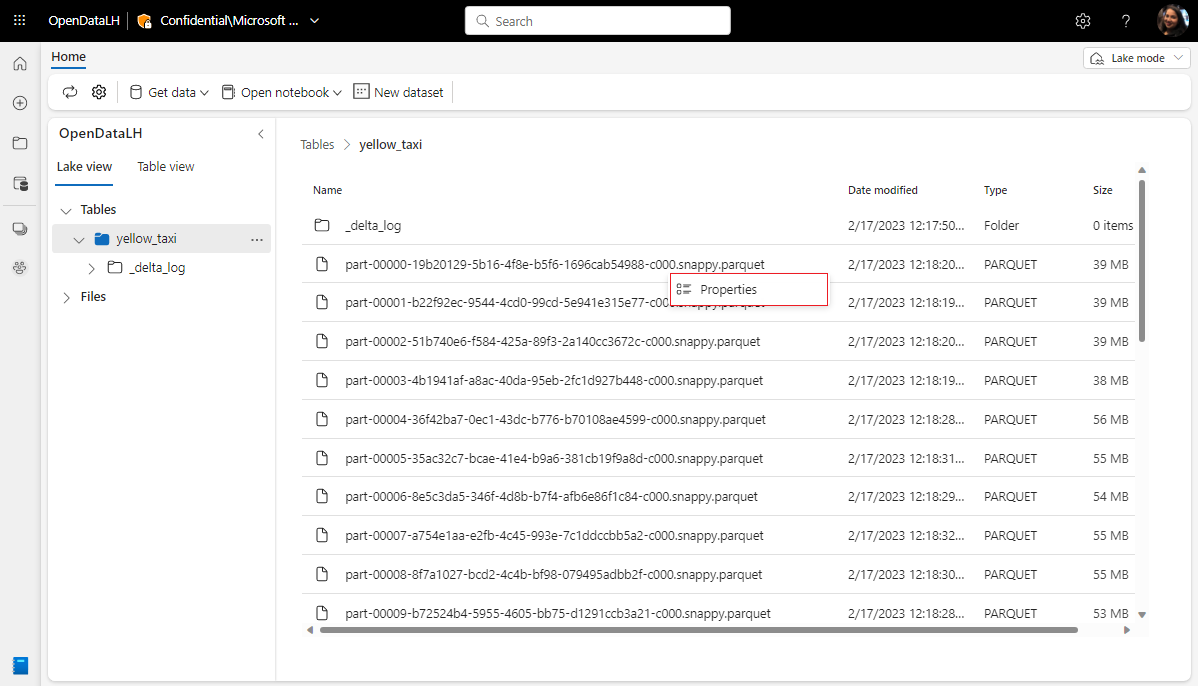 OpenDataLH Confidential\Microsoft ... Search ?
Home Lake mode
Get data Open notebook New dataset
OpenDataLH
Lake view Table view
Tables
yellow_taxi ...
_delta_log
Files
Tables > yellow_taxi
Name Date modified Type Size
_delta_log 2/17/2023 12:17:50... Folder 0 items
part-00000-19b20129-5b16-4f8e-b5f6-1696cab54988-c000.snappy.parquet 2/17/2023 12:18:20... PARQUET 39 MB
Properties
part-00001-b22f92ec-9544-4cd0-99cd-5e941e315e77-c000.snappy.parquet 2/17/2023 12:18:19... PARQUET 39 MB
part-00002-51b740e6-f584-425a-89f3-2a140cc3672c-c000.snappy.parquet 2/17/2023 12:18:20... PARQUET 39 MB
part-00003-4b1941af-a8ac-40da-95eb-2fc1d927b448-c000.snappy.parquet 2/17/2023 12:18:19... PARQUET 38 MB
part-00004-36f42ba7-0ec1-43dc-b776-b70108ae4599-c000.snappy.parquet 2/17/2023 12:18:28... PARQUET 56 MB
part-00005-35ac32c7-bcae-41e4-b9a6-381cb19f9a8d-c000.snappy.parquet 2/17/2023 12:18:31... PARQUET 55 MB
part-00006-8e5c3da5-346f-4d8b-b7f4-afb6e86f1c84-c000.snappy.parquet 2/17/2023 12:18:29... PARQUET 54 MB
part-00007-a754e1aa-e2fb-4c45-993e-7c1ddccbb5a2-c000.snappy.parquet 2/17/2023 12:18:32... PARQUET 55 MB
part-00008-8f7a1027-bcd2-4c4b-bf98-079495adbb2f-c000.snappy.parquet 2/17/2023 12:18:30... PARQUET 55 MB
part-00009-b72524b4-5955-4605-bb75-d1291ccb3a21-c000.snappy.parquet 2/17/2023 12:18:28... PARQUET 53 MB